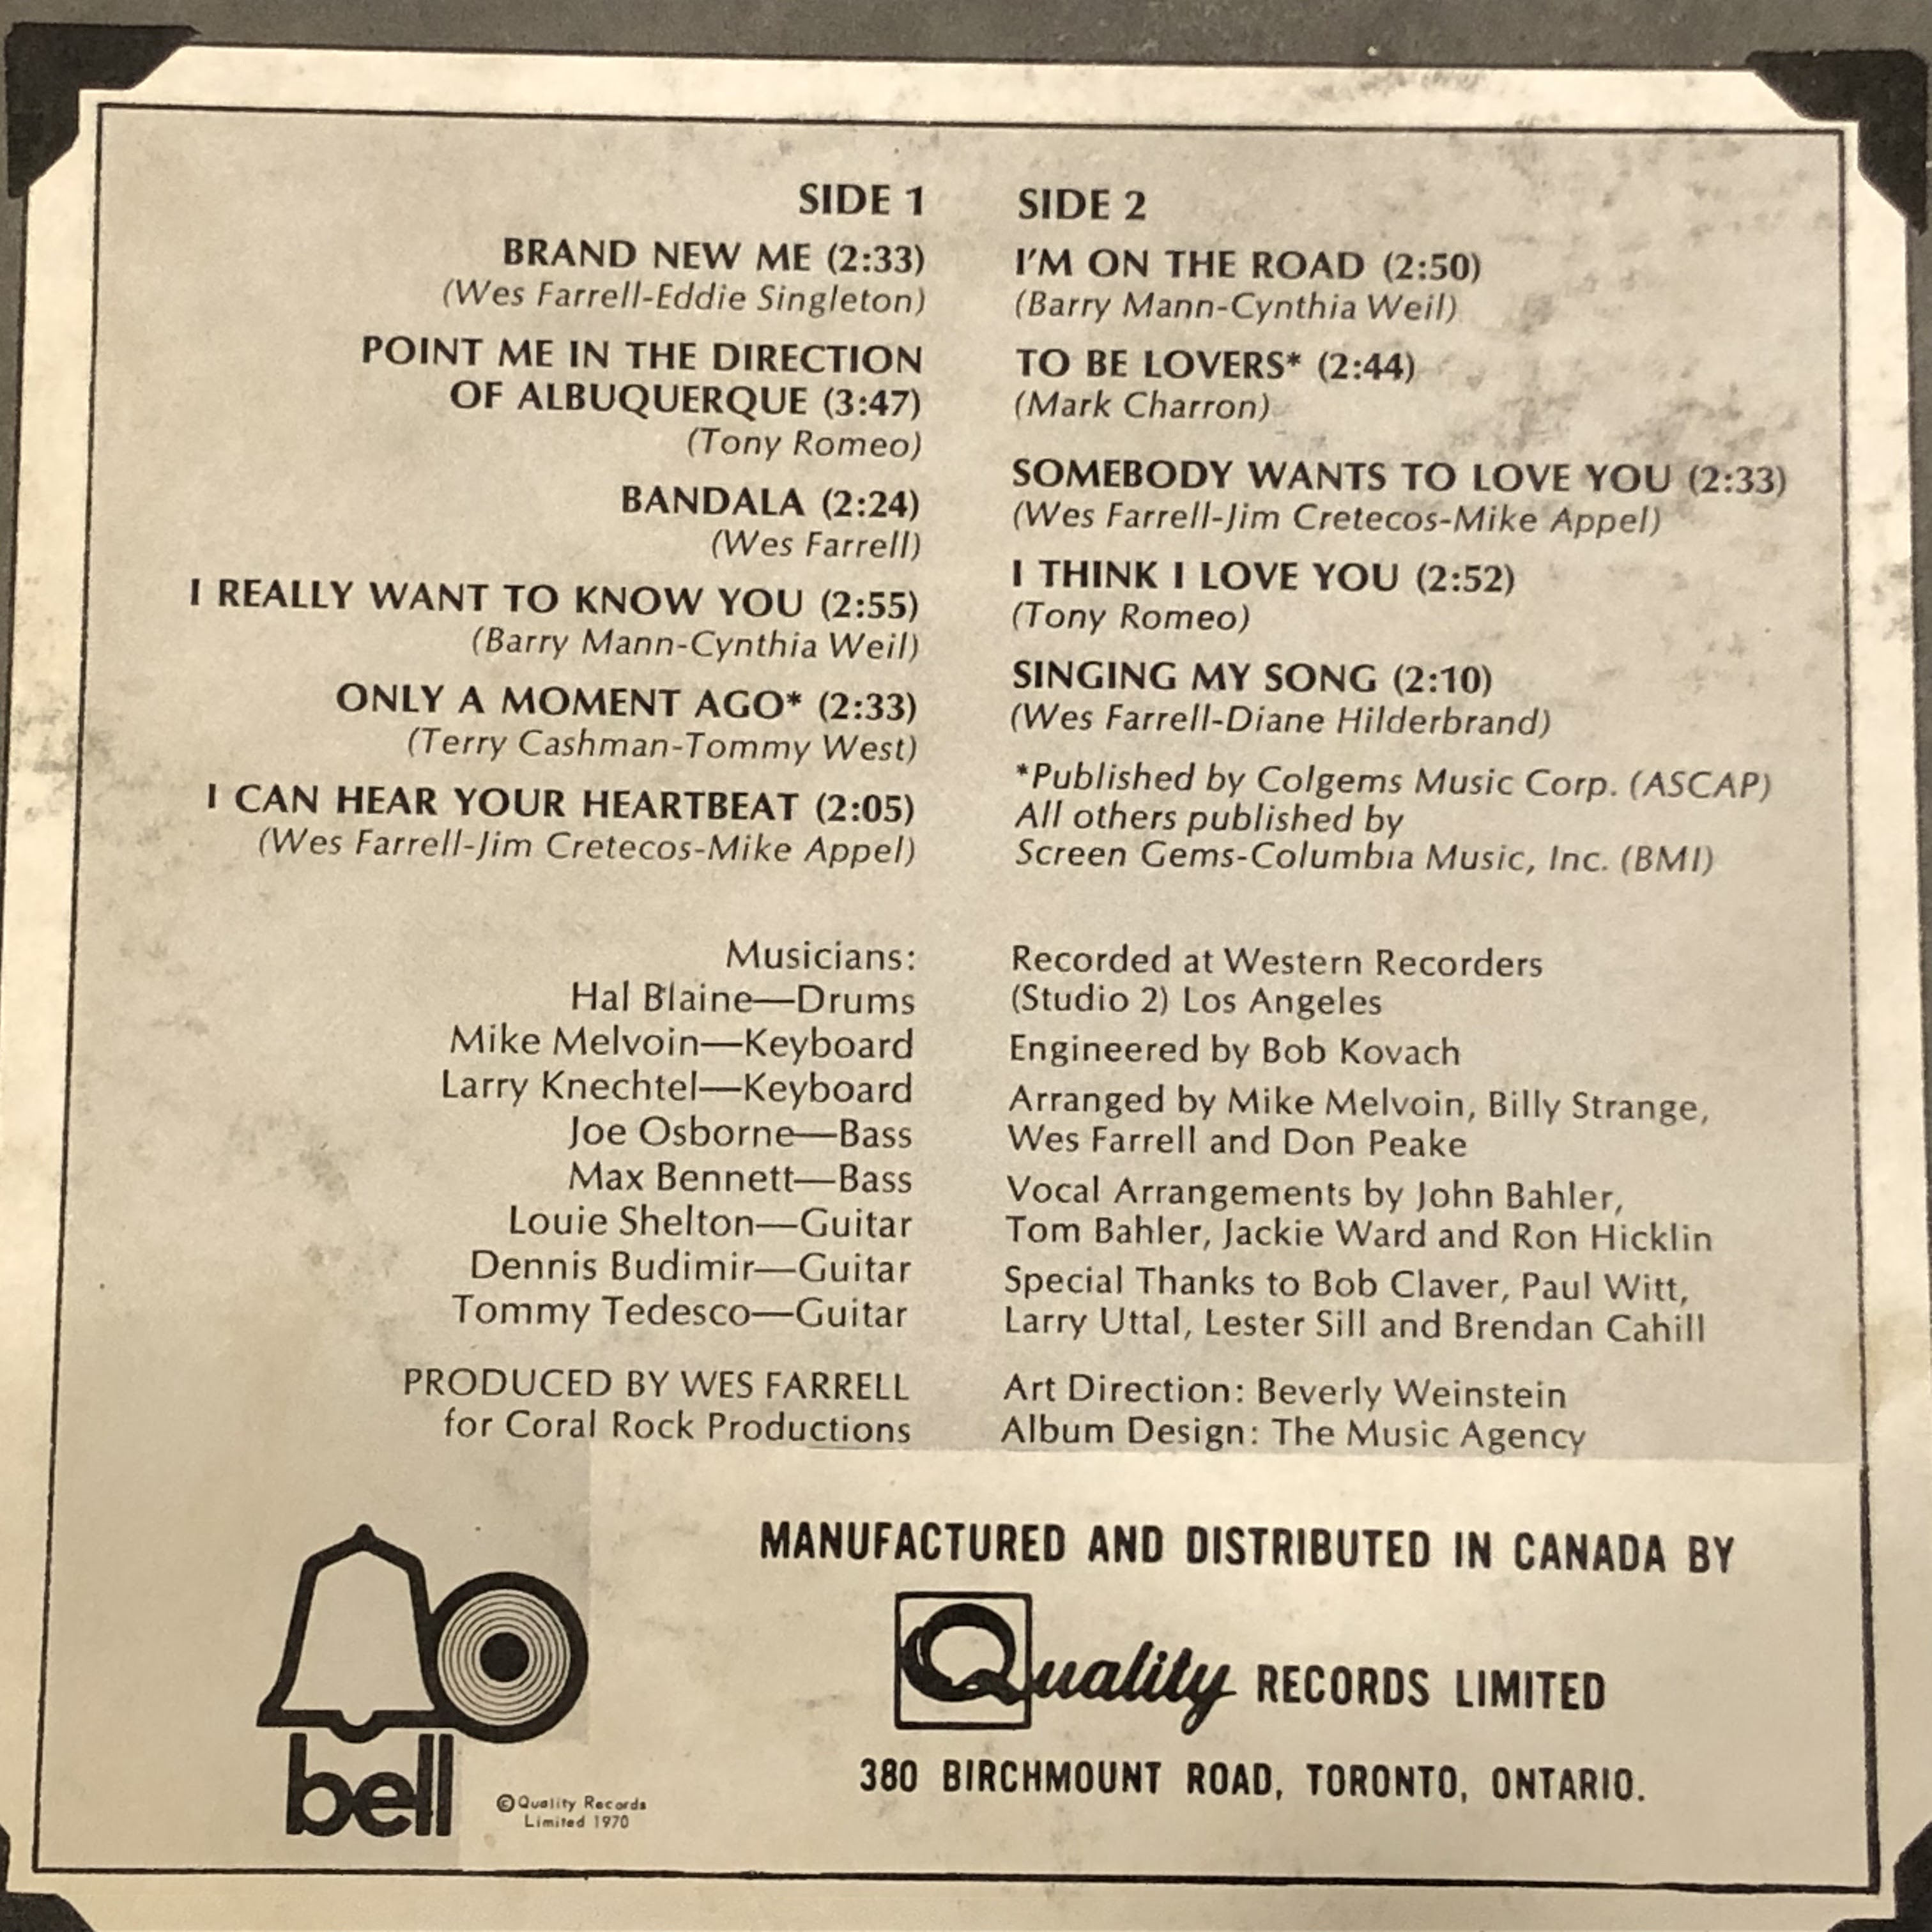 SIDE 1
BRAND NEW ME (2:33)
(Wes Farrell-Eddie Singleton)
POINT ME IN THE DIRECTION
OF ALBUQUERQUE (3:47)
(Tony Romeo)
BANDALA (2:24)
(Wes Farrell)
I REALLY WANT TO KNOW YOU (2:55)
(Barry Mann-Cynthia Weil)
ONLY A MOMENT AGO* (2:33)
(Terry Cashman-Tommy West)
I CAN HEAR YOUR HEARTBEAT (2:05)
(Wes Farrell-Jim Cretecos-Mike Appel)
SIDE 2
I'M ON THE ROAD (2:50)
(Barry Mann-Cynthia Weil)
TO BE LOVERS* (2:44)
(Mark Charron)
SOMEBODY WANTS TO LOVE YOU (2:33)
(Wes Farrell-Jim Cretecos-Mike Appel)
I THINK I LOVE YOU (2:52)
(Tony Romeo)
SINGING MY SONG (2:10)
(Wes Farrell-Diane Hilderbrand)
*Published by Colgems Music Corp. (ASCAP)
All others published by
Screen Gems-Columbia Music, Inc. (BMI)
Musicians:
Hal Blaine—Drums
Mike Melvoin—Keyboard
Larry Knechtel—Keyboard
Joe Osborne—Bass
Max Bennett—Bass
Louie Shelton—Guitar
Dennis Budimir—Guitar
Tommy Tedesco—Guitar
PRODUCED BY WES FARRELL
for Coral Rock Productions
Recorded at Western Recorders
(Studio 2) Los Angeles
Engineered by Bob Kovach
Arranged by Mike Melvoin, Billy Strange,
Wes Farrell and Don Peake
Vocal Arrangements by John Bahler,
Tom Bahler, Jackie Ward and Ron Hicklin
Special Thanks to Bob Claver, Paul Witt,
Larry Uttal, Lester Sill and Brendan Cahill
Art Direction: Beverly Weinstein
Album Design: The Music Agency
bell
©Quality Records
Limited 1970
MANUFACTURED AND DISTRIBUTED IN CANADA BY
Quality RECORDS LIMITED
380 BIRCHMOUNT ROAD, TORONTO, ONTARIO.